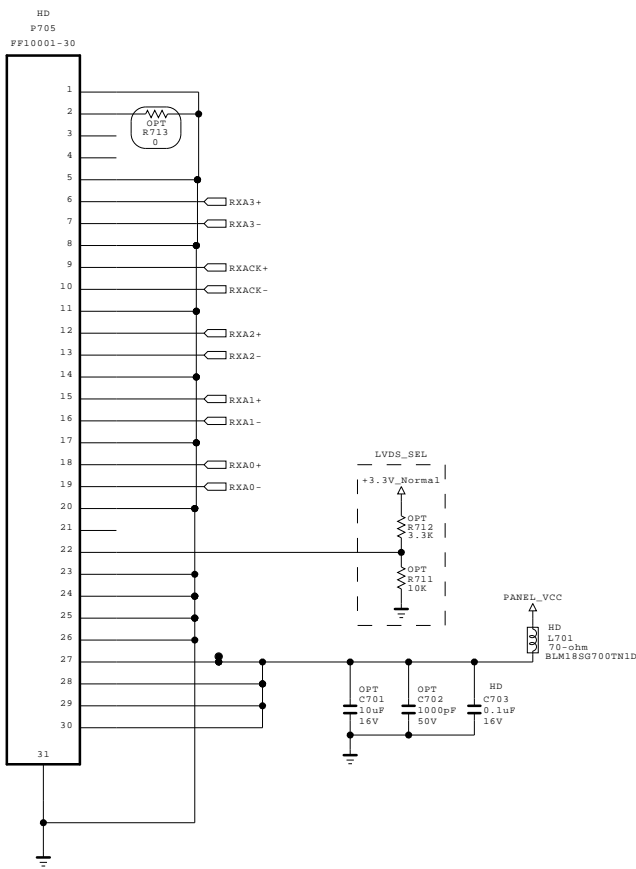 HD
P705
FF10001-30
1
2
OPT
R713
0
3
4
5
6
RXA3+
7
RXA3-
8
9
RXACK+
10
RXACK-
11
12
RXA2+
13
RXA2-
14
15
RXA1+
16
RXA1-
17
18
RXA0+
19
RXA0-
20
21
22
23
24
25
26
27
28
29
30
31
LVDS_SEL
+3.3V_Normal
OPT
R712
3.3K
OPT
R711
10K
PANEL_VCC
HD
L701
70-ohm
BLM18SG700TN1D
OPT
C701
10uF
16V
OPT
C702
1000pF
50V
HD
C703
0.1uF
16V